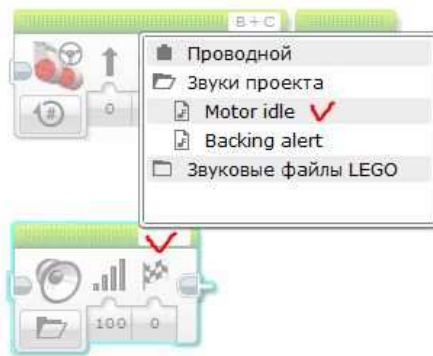 B+C
Проводной
Звуки проекта
Motor idle
Backing alert
Звуковые файлы LEGO
#
0
100
0